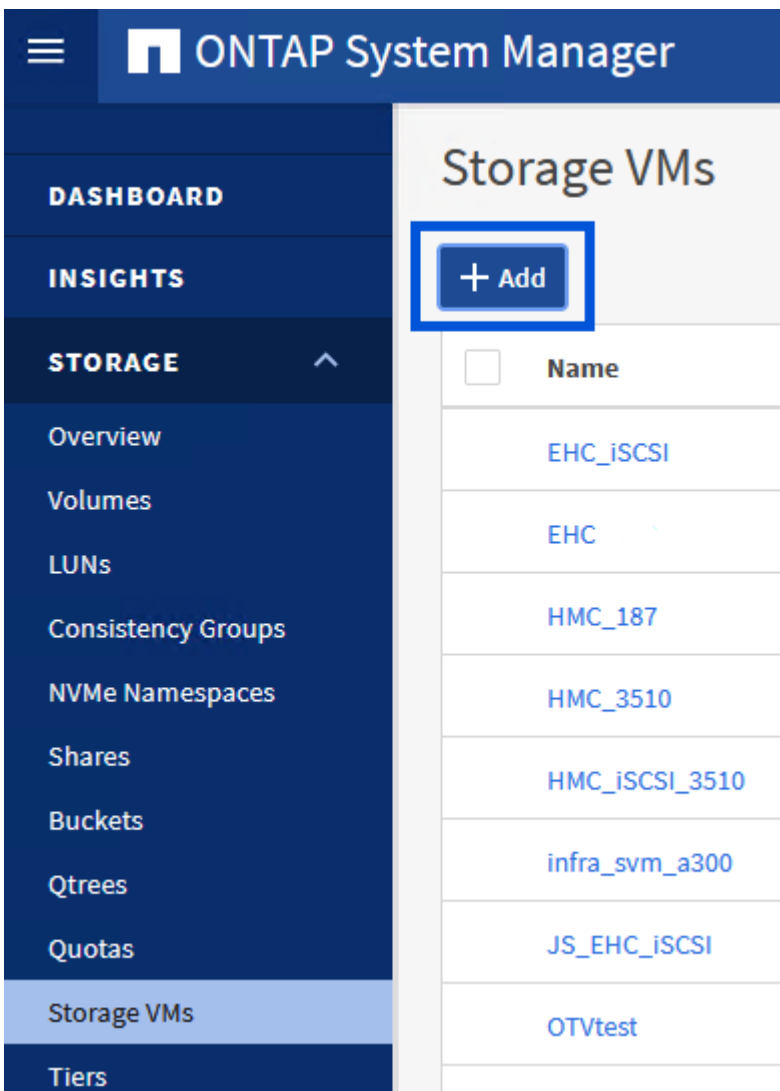 ONTAP System Manager
DASHBOARD
INSIGHTS
STORAGE
Overview
Volumes
LUNs
Consistency Groups
NVMe Namespaces
Shares
Buckets
Qtrees
Quotas
Storage VMs
Tiers
Storage VMs
+ Add
Name
EHC_iSCSI
EHC
HMC_187
HMC_3510
HMC_iSCSI_3510
infra_svm_a300
JS_EHC_iSCSI
OTVtest